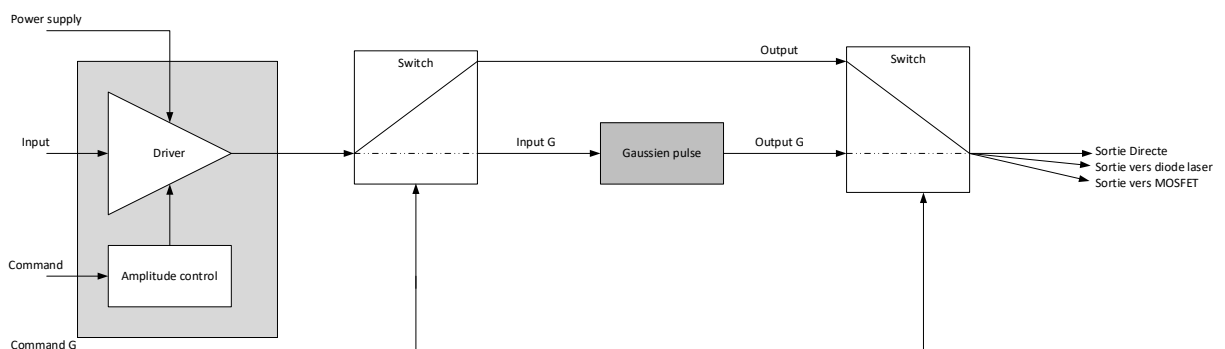 Power supply
Switch
Output
Switch
Input
Driver
Input G
Gaussien pulse
Output G
Sortie Directe
Sortie vers diode laser
Sortie vers MOSFET
Command
Amplitude control
Command G